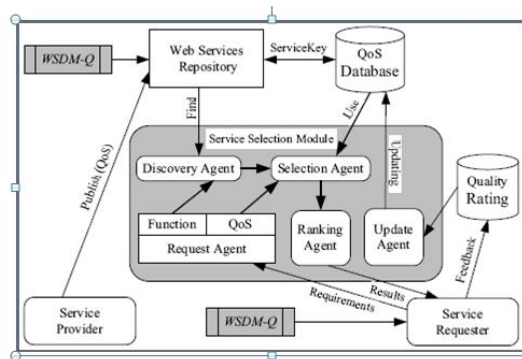 WSDM-Q
Web Services
Repository
ServiceKey
QoS
Database
Find
Use
Publish (QoS)
Service Selection Module
Updating
Discovery Agent
Selection Agent
Quality
Rating
Function
QoS
Request Agent
Ranking
Agent
Update
Agent
Feedback
Results
Requirements
Service
Provider
WSDM-Q
Service
Requester